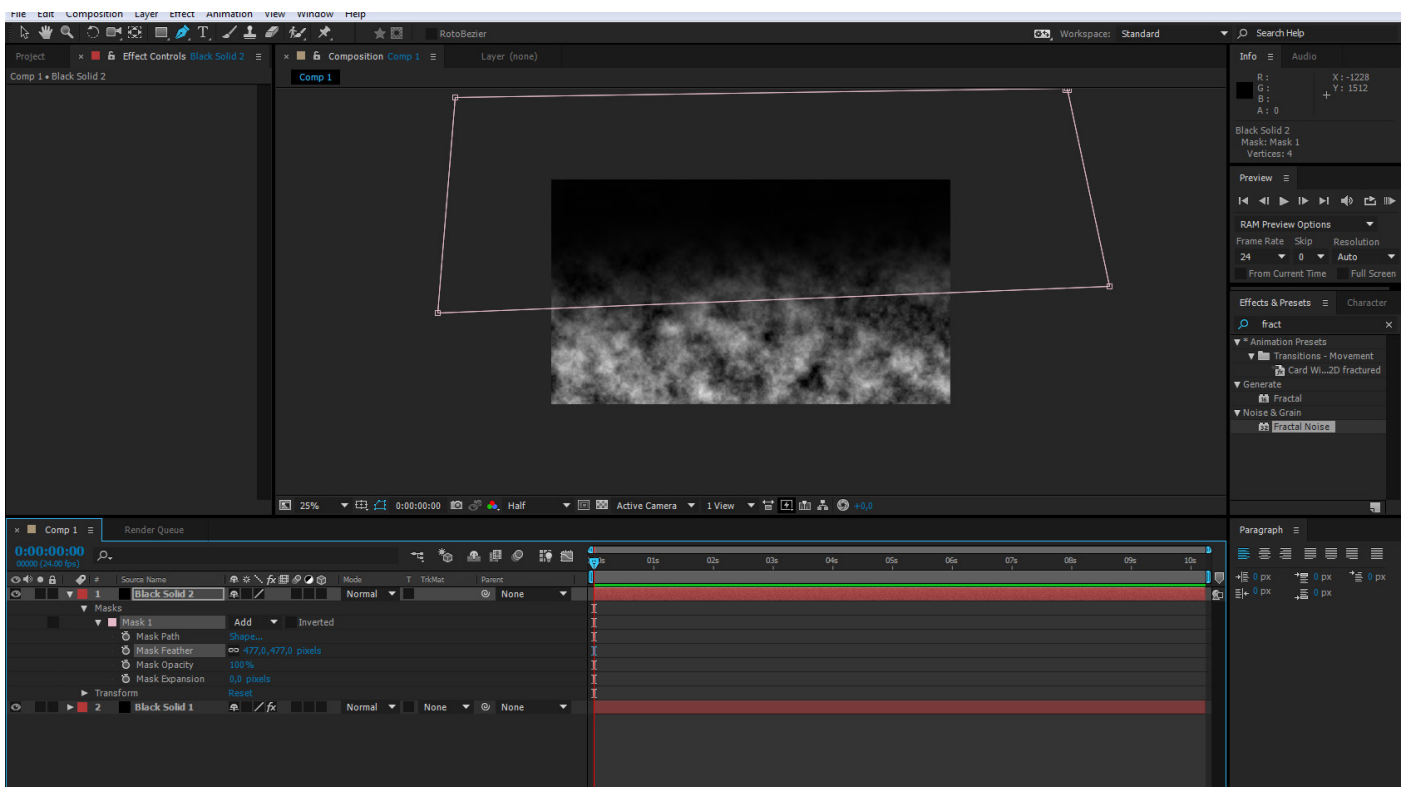 File Edit Composition Layer Effect Animation View Window Help
RotoBezier
Workspace: Standard
Search Help
Project
Effect Controls Black Solid 2
Composition Comp 1
Layer (none)
Info
Audio
Comp 1 • Black Solid 2
Comp 1
R :
G :
B :
A : 0
X : -1228
Y : 1512
Black Solid 2
Mask: Mask 1
Vertices: 4
Preview
RAM Preview Options
Frame Rate Skip Resolution
24 0 Auto
From Current Time Full Screen
Effects & Presets
Character
fract
* Animation Presets
Transitions - Movement
Card Wi...2D fractured
Generate
Fractal
Noise & Grain
Fractal Noise
25%
0:00:00:00
Half
Active Camera
1 View
+0,0
Comp 1
Render Queue
Paragraph
0:00:00:00
00000 (24.00 fps)
01s 02s 03s 04s 05s 06s 07s 08s 09s 10s
0 px 0 px 0 px
0 px 0 px
# Source Name Mode T TrkMat Parent
1 Black Solid 2 Normal None
Masks
Mask 1 Add Inverted
Mask Path Shape...
Mask Feather 477,0,477,0 pixels
Mask Opacity 100%
Mask Expansion 0,0 pixels
Transform Reset
2 Black Solid 1 Normal None None